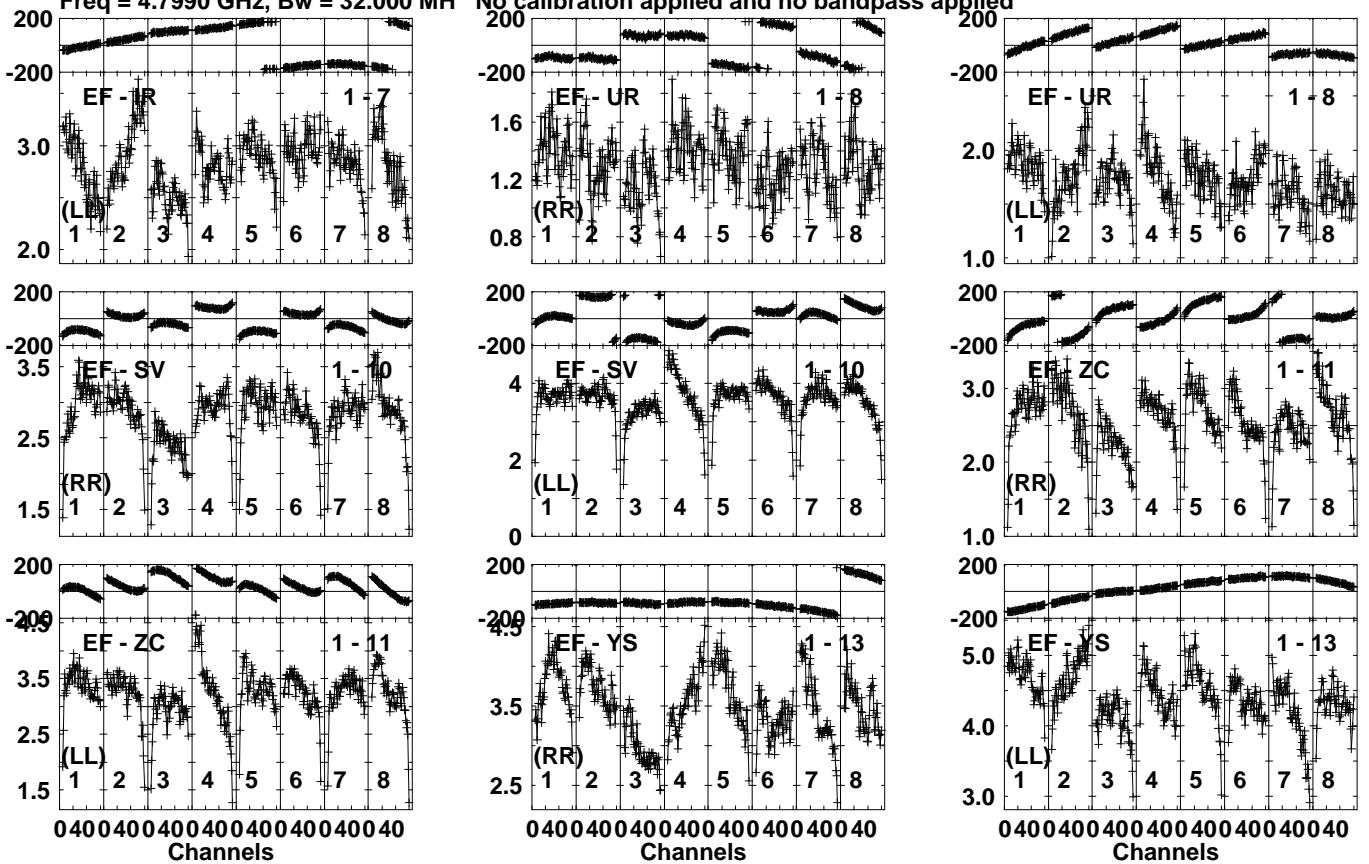 Freq = 4.7990 GHz, Bw = 32.000 MH No calibration applied and no bandpass applied
200
-200
EF - IR 1 - 7
3.0
2.0
(LL)
1 2 3 4 5 6 7 8
EF - UR 1 - 8
200
-200
1.6
1.2
0.8
(RR)
1 2 3 4 5 6 7 8
200
-200
EF - UR 1 - 8
2.0
1.0
(LL)
1 2 3 4 5 6 7 8
200
-200
EF - SV 1 - 10
3.5
2.5
1.5
(RR)
1 2 3 4 5 6 7 8
200
-200
EF - SV 1 - 10
4
2
0
(LL)
1 2 3 4 5 6 7 8
200
-200
EF - ZC 1 - 11
3.0
2.0
1.0
(RR)
1 2 3 4 5 6 7 8
200
-200
4.5
EF - ZC 1 - 11
3.5
2.5
1.5
(LL)
1 2 3 4 5 6 7 8
0 40 0 40 0 40 0 40 0 40 0 40 0 40 0 40
Channels
200
-200
4.5
EF - YS 1 - 13
3.5
2.5
(RR)
1 2 3 4 5 6 7 8
0 40 0 40 0 40 0 40 0 40 0 40 0 40 0 40
Channels
200
-200
EF - YS 1 - 13
5.0
4.0
3.0
(LL)
1 2 3 4 5 6 7 8
0 40 0 40 0 40 0 40 0 40 0 40 0 40 0 40
Channels